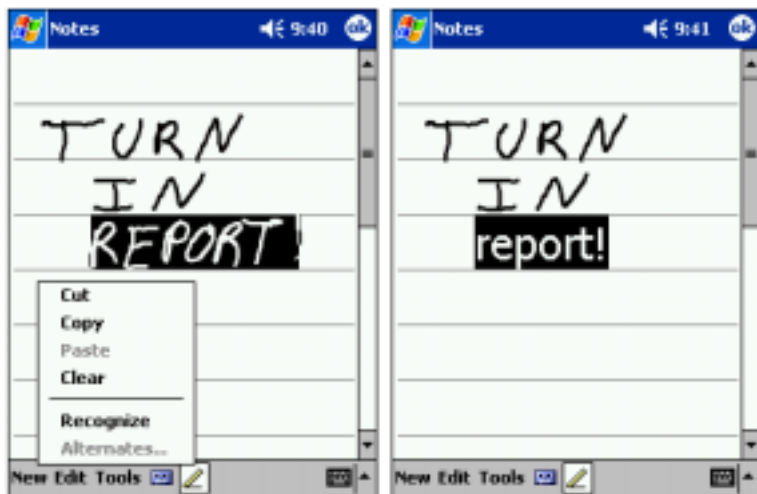 Notes 9:40 ok
TURN
IN
REPORT!
Cut
Copy
Paste
Clear
Recognize
Alternates...
New Edit Tools
Notes 9:41 ok
TURN
IN
report!
New Edit Tools